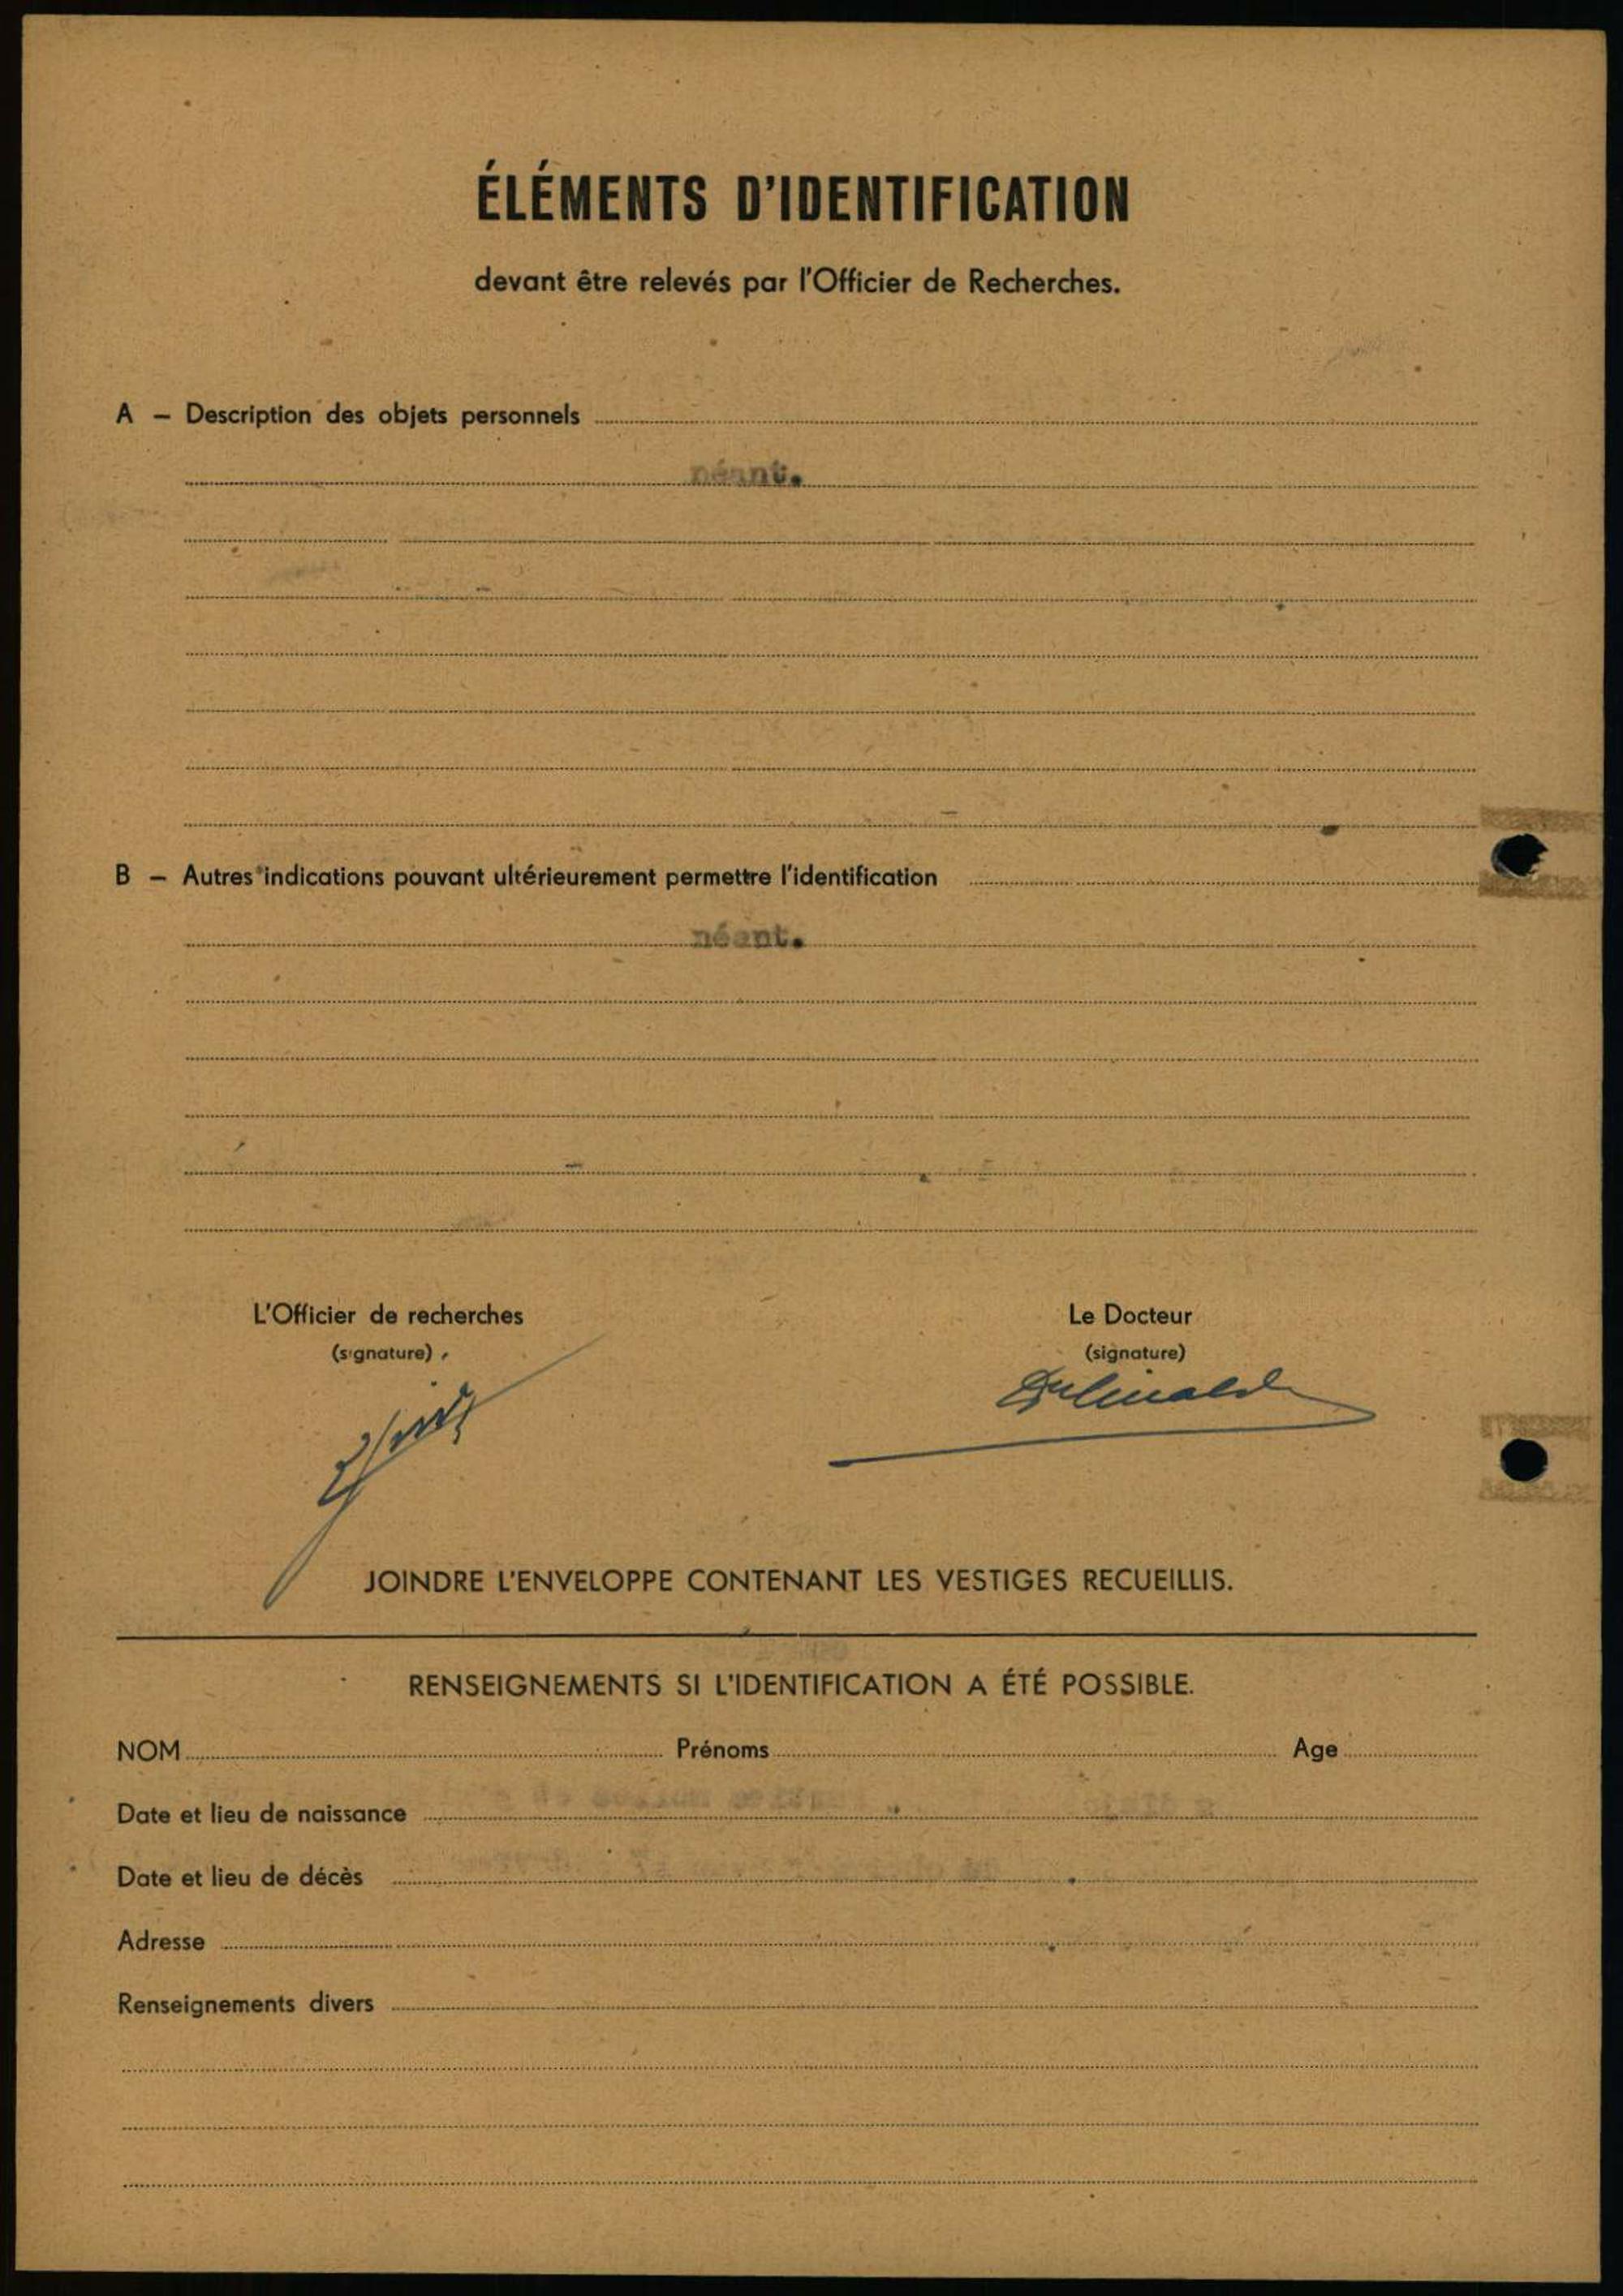 ÉLÉMENTS D'IDENTIFICATION
devant être relevés par l'Officier de Recherches.
A – Description des objets personnels
néant.
B – Autres indications pouvant ultérieurement permettre l'identification
néant.
L'Officier de recherches
(signature)
Le Docteur
(signature)
JOINDRE L'ENVELOPPE CONTENANT LES VESTIGES RECUEILLIS.
RENSEIGNEMENTS SI L'IDENTIFICATION A ÉTÉ POSSIBLE.
NOM Prénoms Age
Date et lieu de naissance
Date et lieu de décès
Adresse
Renseignements divers